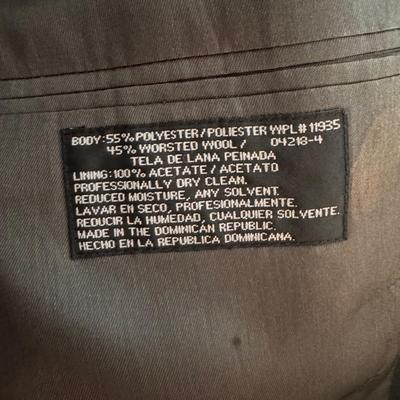 BODY: 55% POLYESTER / POLIESTER WPL# 11935
45% WORSTED WOOL / 04218-4
TELA DE LANA PEINADA
LINING: 100% ACETATE / ACETATO
PROFESSIONALLY DRY CLEAN.
REDUCED MOISTURE, ANY SOLVENT.
LAVAR EN SECO, PROFESIONALMENTE.
REDUCIR LA HUMEDAD, CUALQUIER SOLVENTE.
MADE IN THE DOMINICAN REPUBLIC.
HECHO EN LA REPUBLICA DOMINICANA.